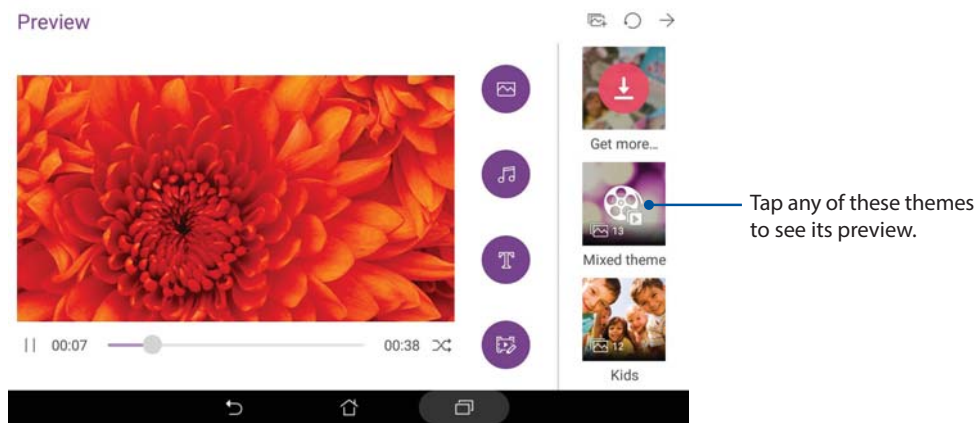 Preview
Get more...
13
Mixed theme
12
Kids
00:07
00:38
T
Tap any of these themes
to see its preview.